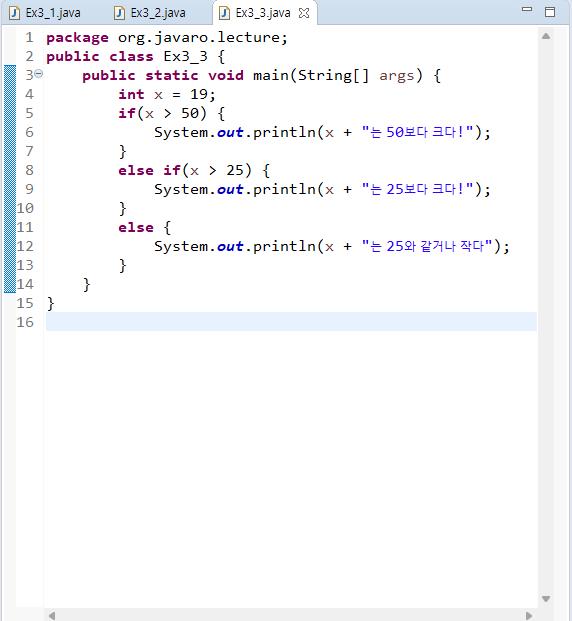 Ex3_1.java Ex3_2.java Ex3_3.java
1 package org.javaro.lecture;
2 public class Ex3_3 {
3 public static void main(String[] args) {
4 int x = 19;
5 if(x > 50) {
6 System.out.println(x + "는 50보다 크다!");
7 }
8 else if(x > 25) {
9 System.out.println(x + "는 25보다 크다!");
10 }
11 else {
12 System.out.println(x + "는 25와 같거나 작다");
13 }
14 }
15 }
16